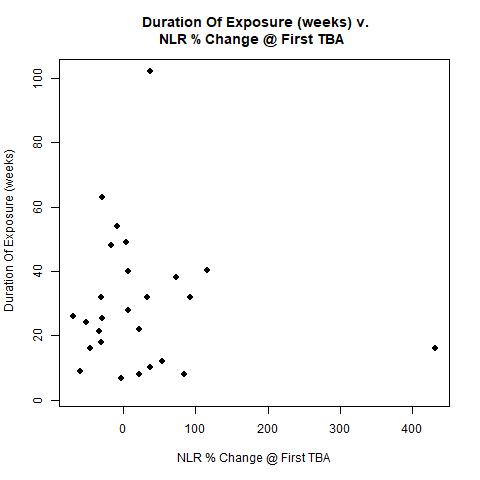 Duration Of Exposure (weeks) v.
NLR % Change @ First TBA
Duration Of Exposure (weeks)
100
80
60
40
20
0
0 100 200 300 400
NLR % Change @ First TBA